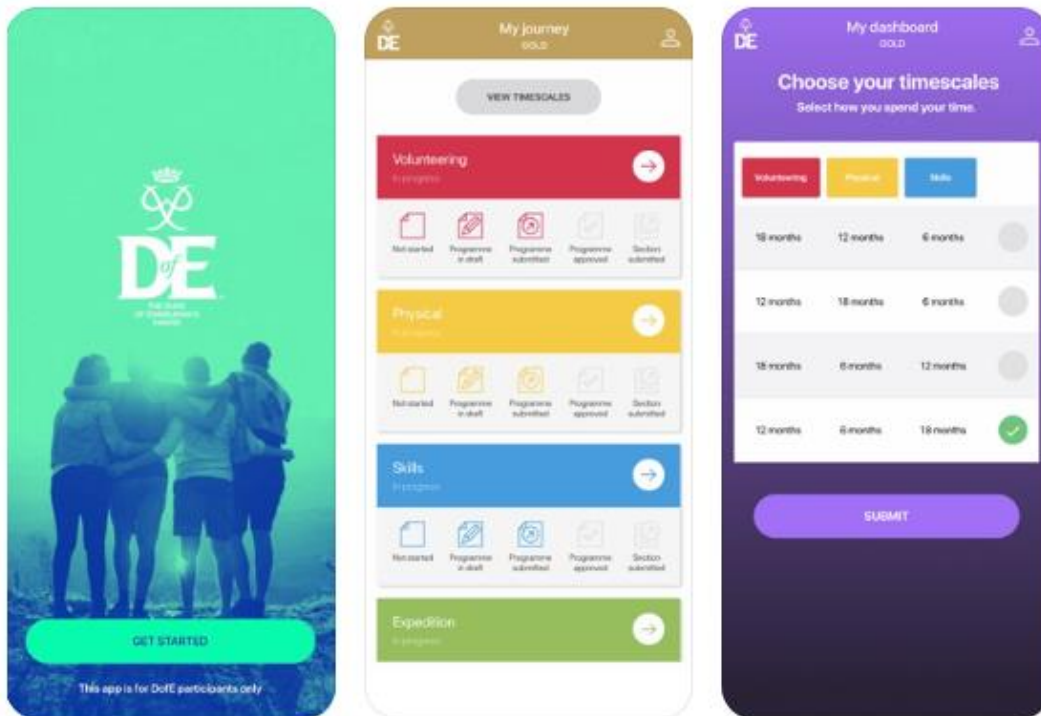 DofE
THE DUKE
OF EDINBURGH'S
AWARD
GET STARTED
This app is for DofE participants only
DE
My journey
GOLD
VIEW TIMESCALES
Volunteering
In progress
Not started
Programme
in draft
Programme
submitted
Programme
approved
Section
submitted
Physical
In progress
Not started
Programme
in draft
Programme
submitted
Programme
approved
Section
submitted
Skills
In progress
Not started
Programme
in draft
Programme
submitted
Programme
approved
Section
submitted
Expedition
In progress
DE
My dashboard
GOLD
Choose your timescales
Select how you spend your time.
Volunteering Physical Skills
18 months 12 months 6 months
12 months 18 months 6 months
18 months 6 months 12 months
12 months 6 months 18 months
SUBMIT